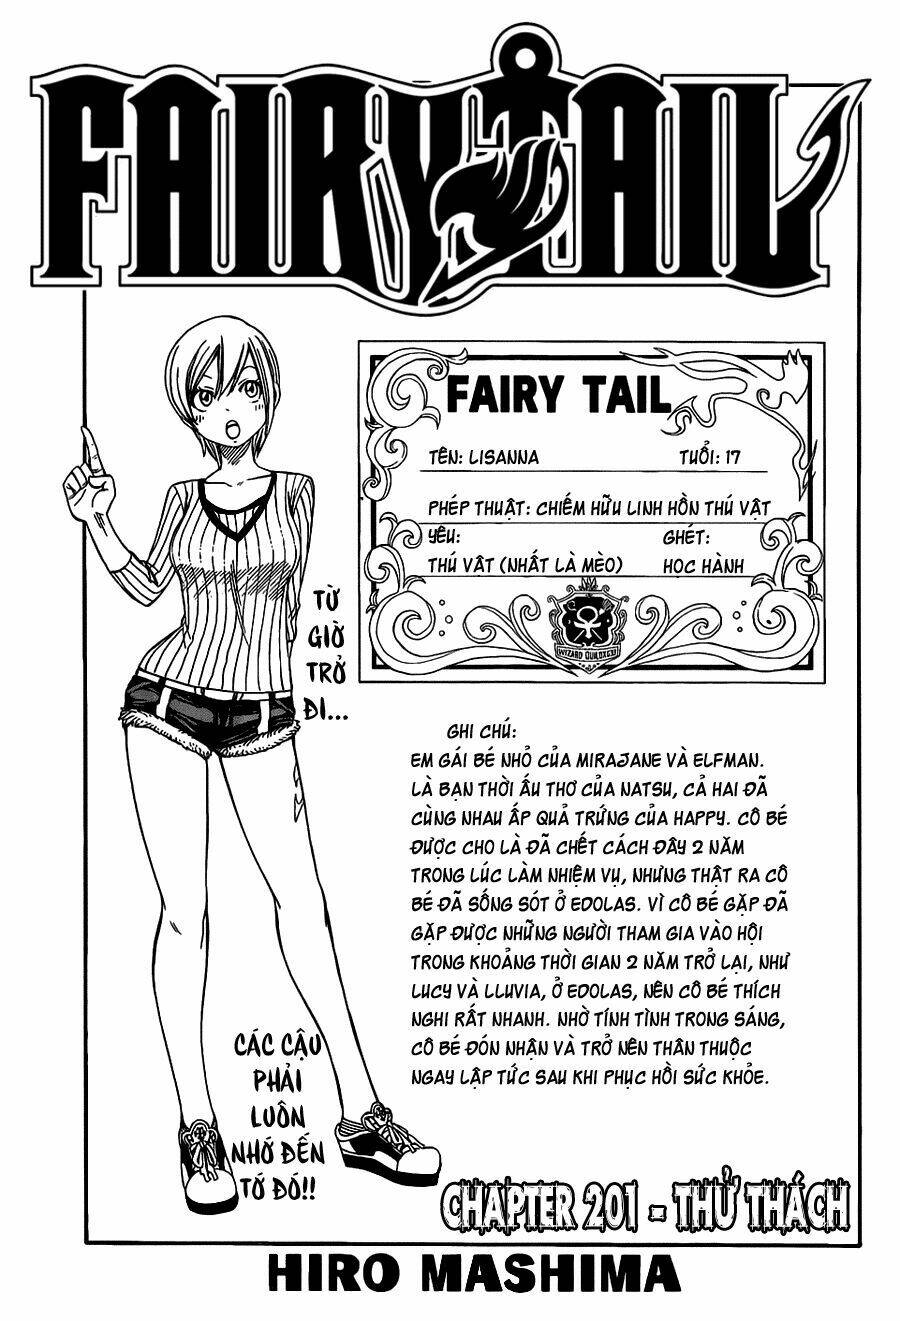 FAIRY TAIL
FAIRY TAIL
TÊN: LISANNA TUỔI: 17
PHÉP THUẬT: CHIẾM HỮU LINH HỒN THÚ VẬT
YÊU: GHÉT:
THÚ VẬT (NHẤT LÀ MÈO) HỌC HÀNH
TỪ
GIỜ
TRỞ
ĐI...
GHI CHÚ:
EM GÁI BÉ NHỎ CỦA MIRAJANE VÀ ELFMAN.
LÀ BẠN THỜI ẤU THƠ CỦA NATSU, CẢ HAI ĐÃ
CÙNG NHAU ẤP QUẢ TRỨNG CỦA HAPPY. CÔ BÉ
ĐƯỢC CHO LÀ ĐÃ CHẾT CÁCH ĐÂY 2 NĂM
TRONG LÚC LÀM NHIỆM VỤ, NHƯNG THẬT RA CÔ
BÉ ĐÃ SỐNG SÓT Ở EDOLAS. VÌ CÔ BÉ GẶP ĐÃ
GẶP ĐƯỢC NHỮNG NGƯỜI THAM GIA VÀO HỘI
TRONG KHOẢNG THỜI GIAN 2 NĂM TRỞ LẠI, NHƯ
LUCY VÀ LLUVIA, Ở EDOLAS, NÊN CÔ BÉ THÍCH
NGHI RẤT NHANH. NHỜ TÍNH TÌNH TRONG SÁNG,
CÔ BÉ ĐÓN NHẬN VÀ TRỞ NÊN THÂN THUỘC
NGAY LẬP TỨC SAU KHI PHỤC HỒI SỨC KHỎE.
CÁC CẬU
PHẢI
LUÔN
NHỚ ĐẾN
TỚ ĐÓ!!
CHAPTER 201 - THỬ THÁCH
HIRO MASHIMA